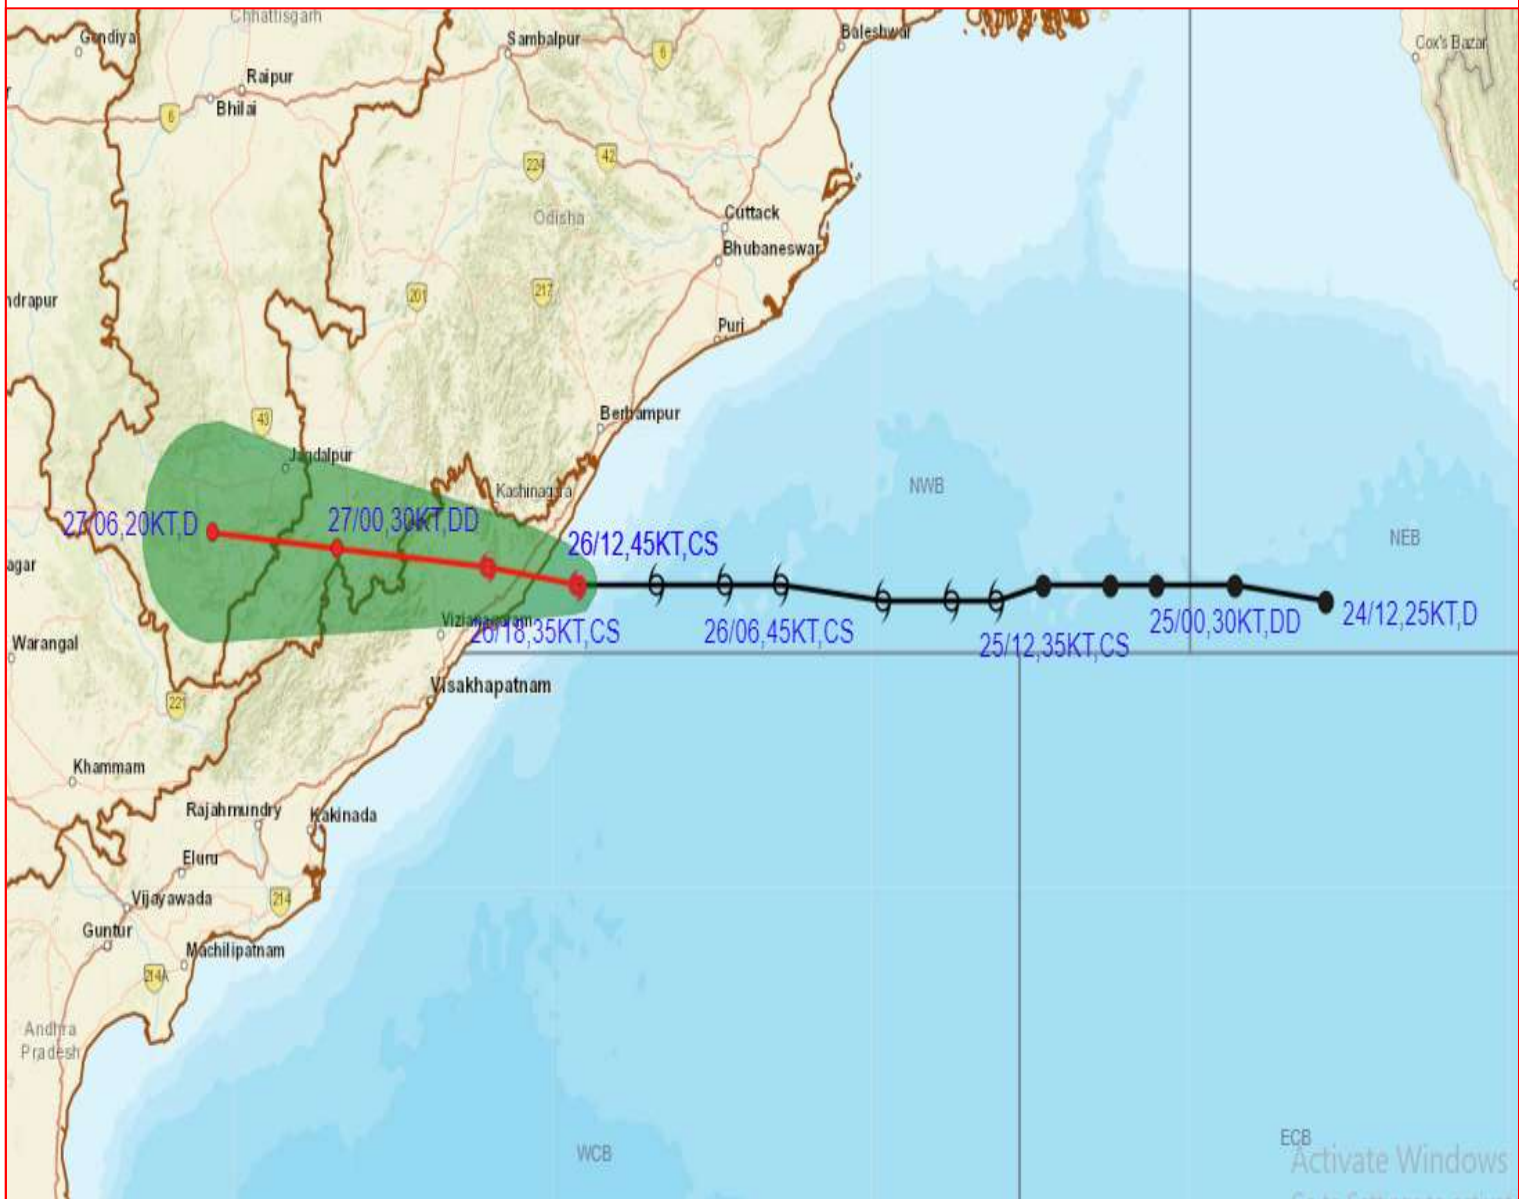 Chhattisgarh
Gondiya
Sambalpur
6
Baleshwar
Cox's Bazar
Raipur
Bhilai
6
224
42
Cuttack
Odisha
Bhubaneswar
201
217
ndrapur
Puri
43
Berhampur
Jagdalpur
NWB
Kashinagara
27/06,20KT,D
27/00,30KT,DD
26/12,45KT,CS
NEB
agar
Vizianagaram
26/18,35KT,CS
26/06,45KT,CS
25/12,35KT,CS
25/00,30KT,DD
24/12,25KT,D
Warangal
Visakhapatnam
221
Khammam
Rajahmundry
Kakinada
Eluru
Vijayawada
214
Guntur
Machilipatnam
214A
Andhra
Pradesh
WCB
ECB
Activate Windows